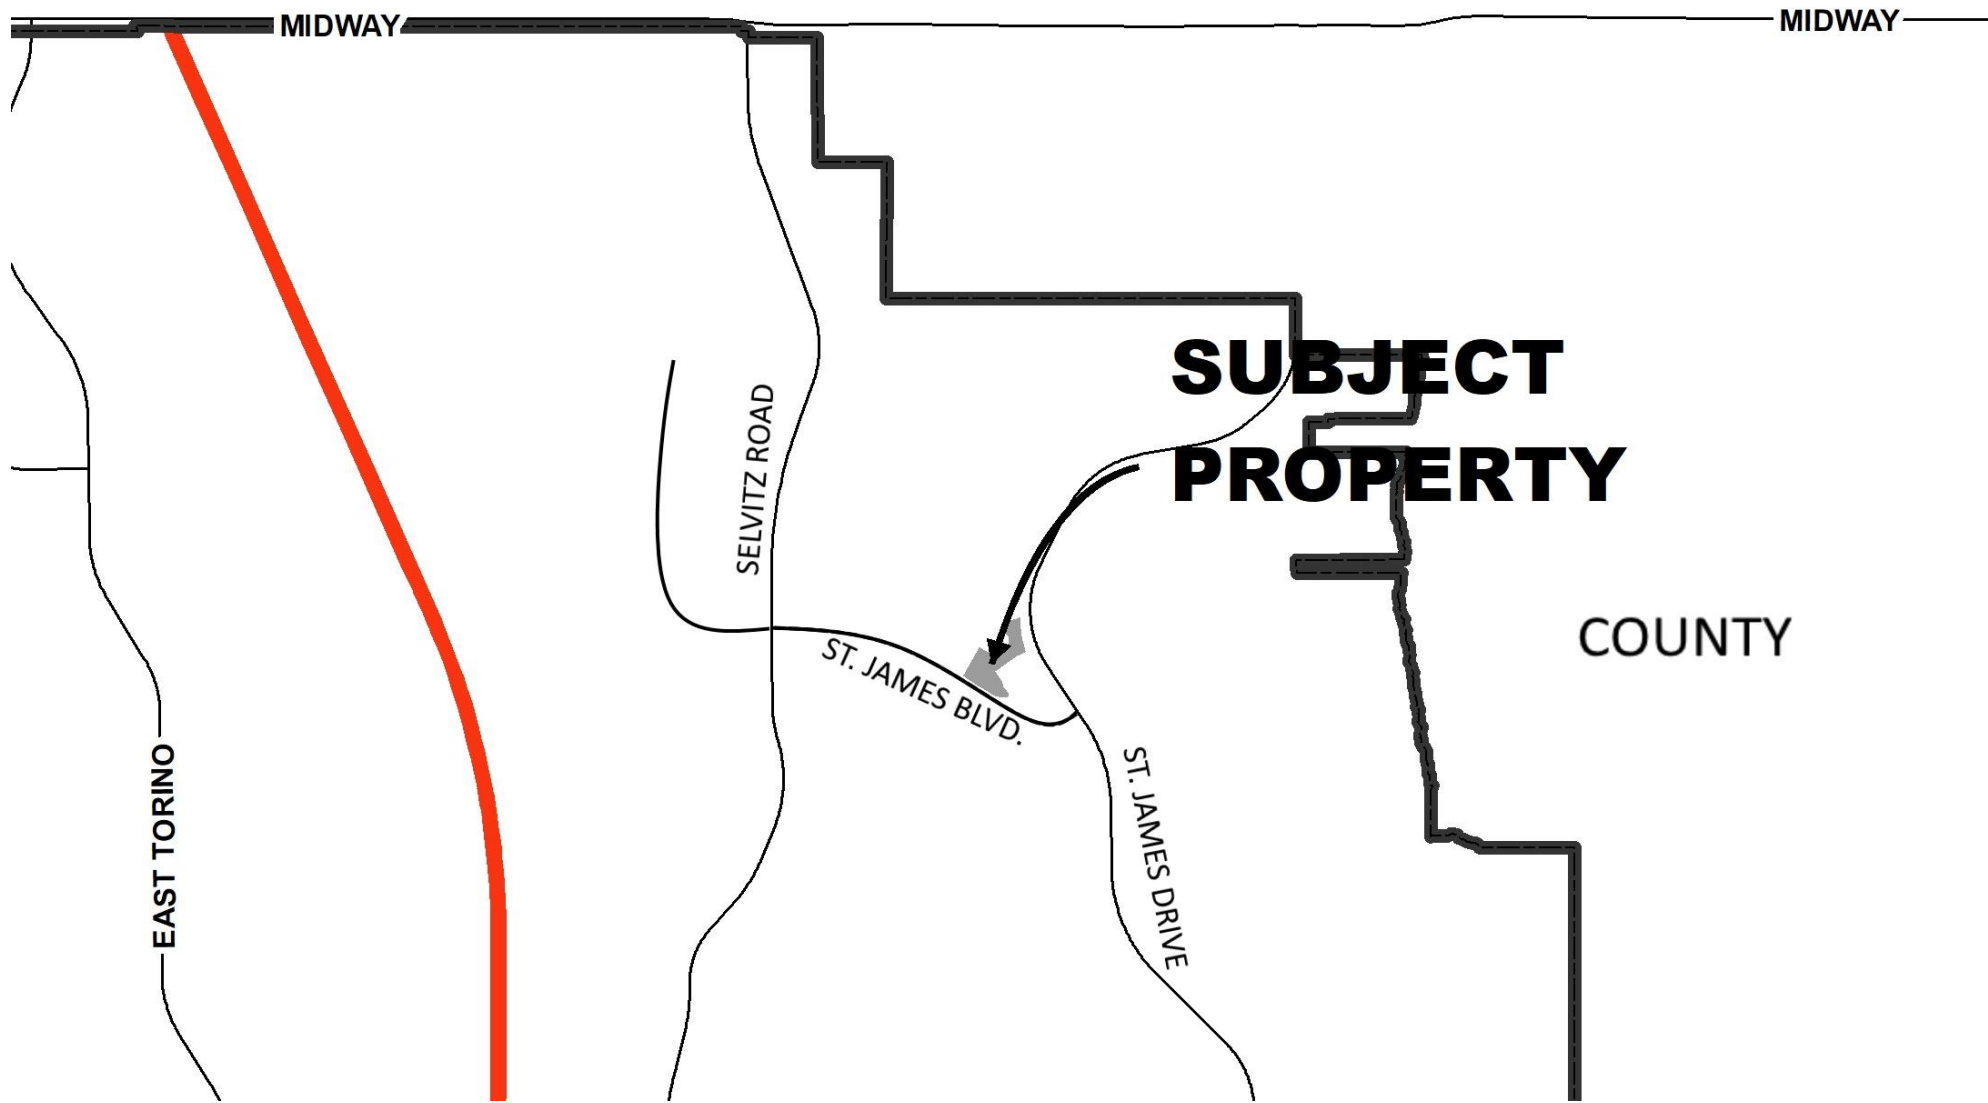 MIDWAY
MIDWAY
SUBJECT
PROPERTY
SELVITZ ROAD
COUNTY
ST. JAMES BLVD.
EAST TORINO
ST. JAMES DRIVE